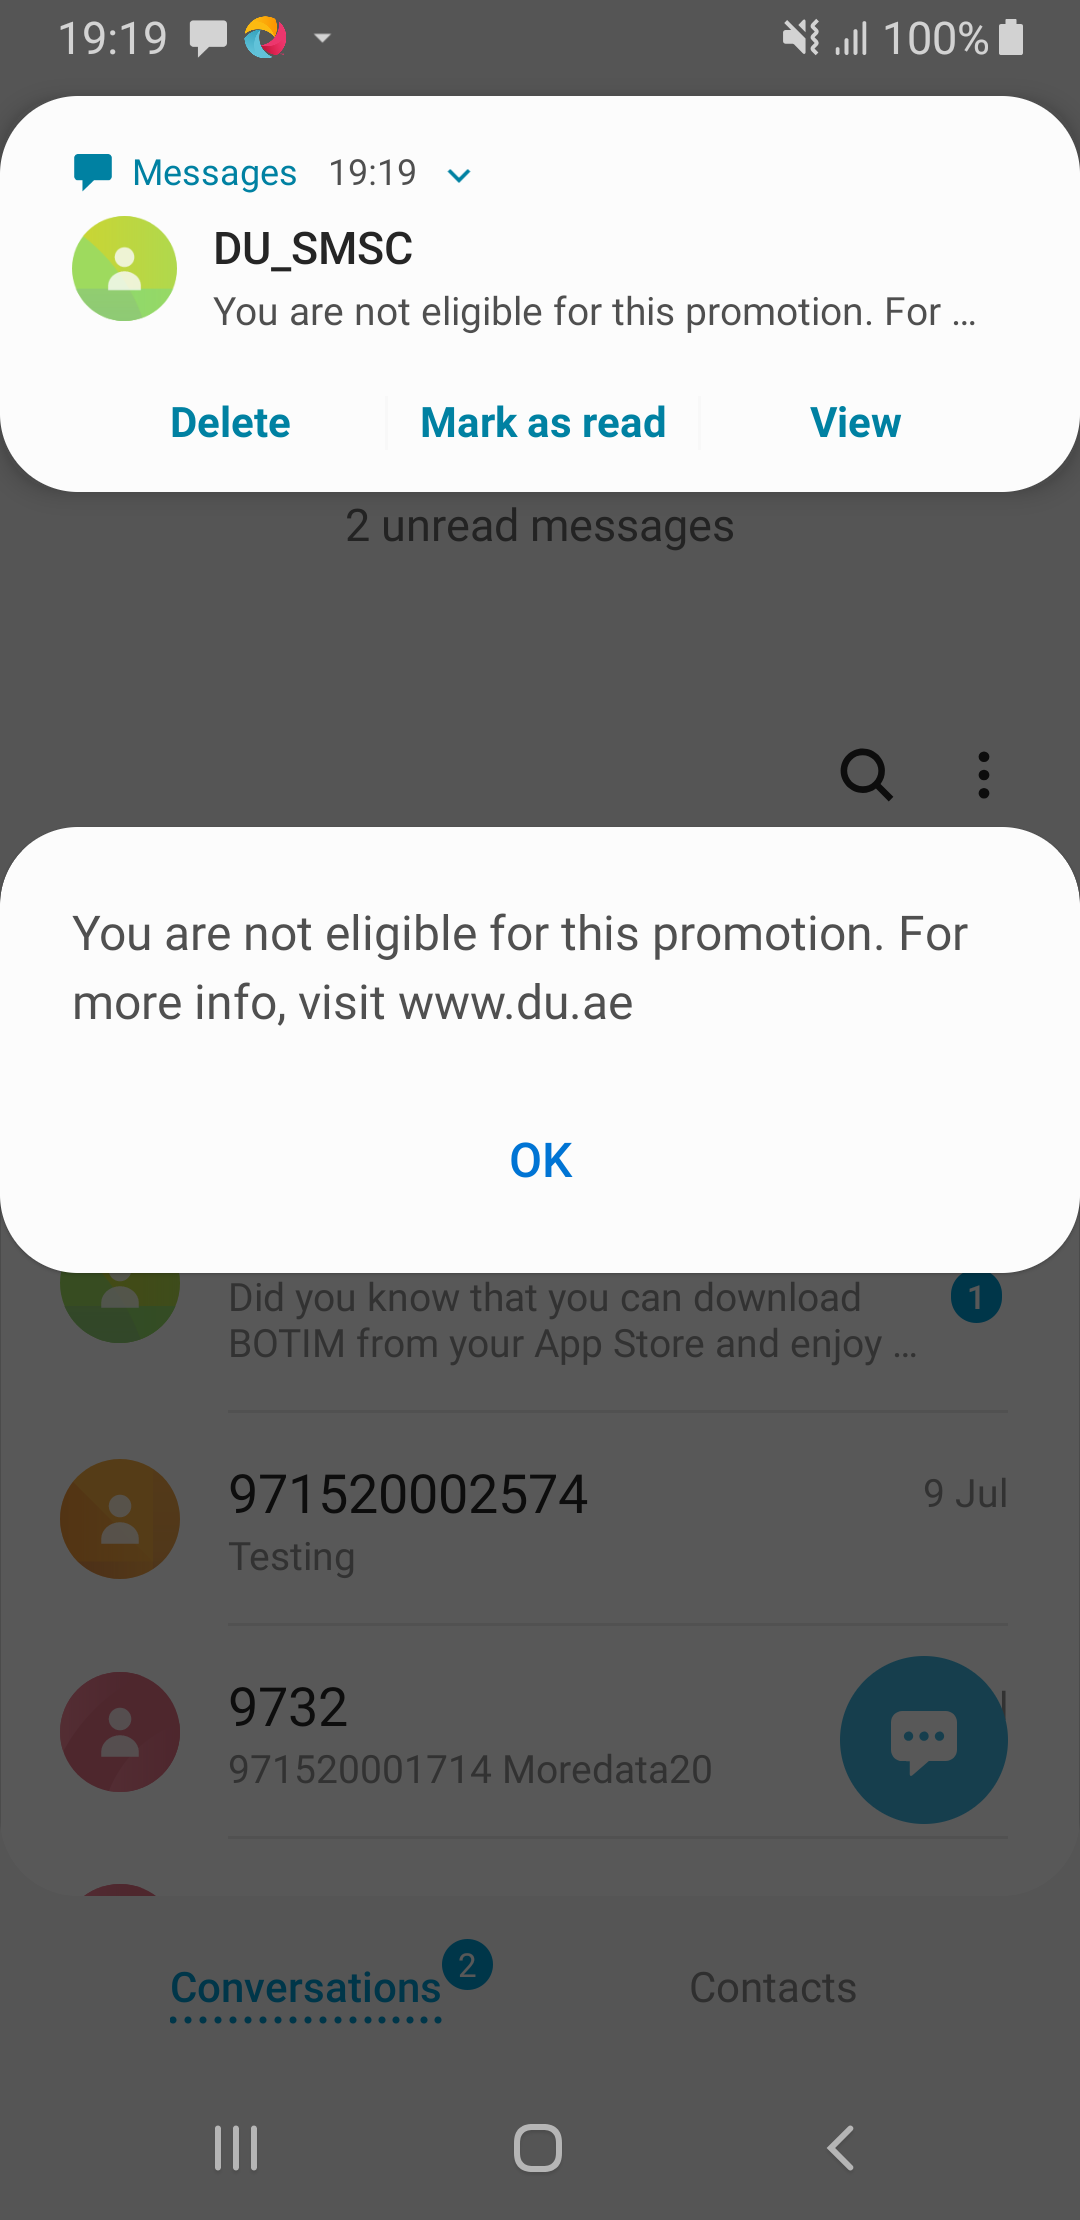 19:19
100%
Messages 19:19
DU_SMSC
You are not eligible for this promotion. For ...
Delete
Mark as read
View
2 unread messages
You are not eligible for this promotion. For
more info, visit www.du.ae
OK
Did you know that you can download
BOTIM from your App Store and enjoy ...
1
971520002574
9 Jul
Testing
9732
971520001714 Moredata20
Conversations
2
Contacts